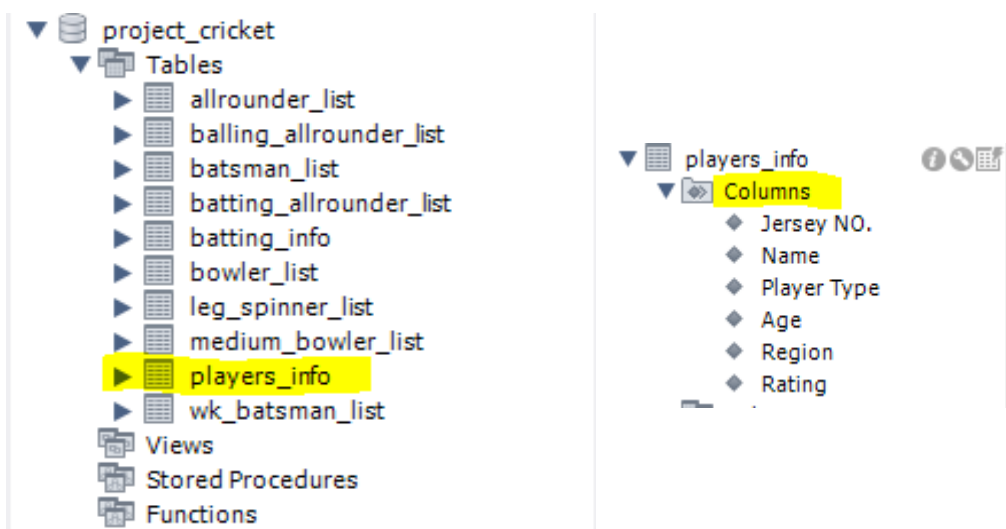 project_cricket
Tables
allrounder_list
balling_allrounder_list
batsman_list
batting_allrounder_list
batting_info
bowler_list
leg_spinner_list
medium_bowler_list
players_info
wk_batsman_list
Views
Stored Procedures
Functions
players_info
Columns
Jersey NO.
Name
Player Type
Age
Region
Rating